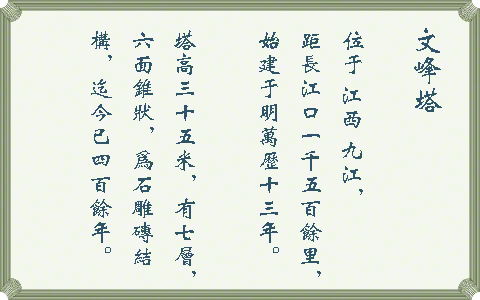 文峰塔
位于江西九江，
距長江口一千五百餘里，
始建于明萬歷十三年。
塔高三十五米，有七層，
六面錐狀，爲石雕磚結
構，迄今已四百餘年。